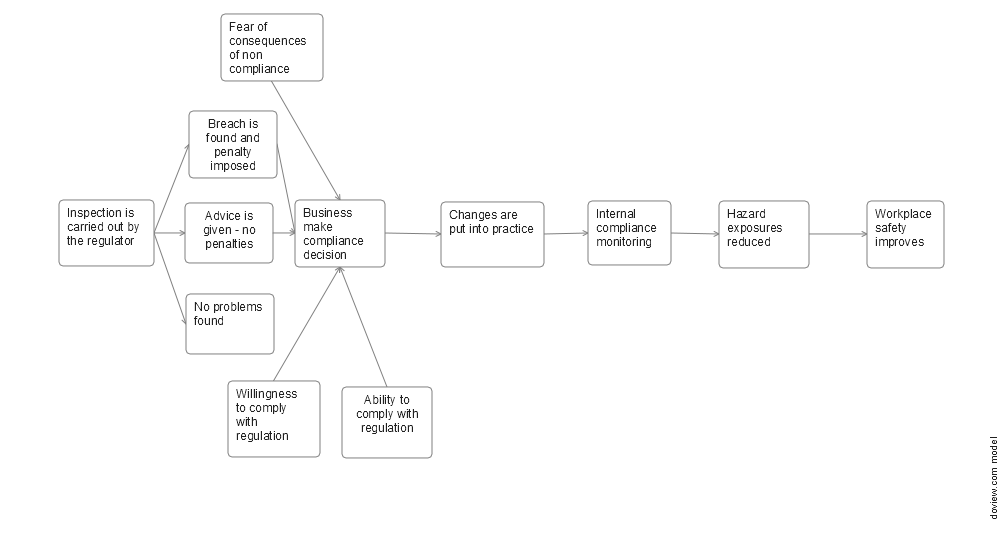 Fear of
consequences
of non
compliance
Breach is
found and
penalty
imposed
Inspection is
carried out by
the regulator
Advice is
given - no
penalties
Business
make
compliance
decision
Changes are
put into practice
Internal
compliance
monitoring
Hazard
exposures
reduced
Workplace
safety
improves
No problems
found
Willingness
to comply
with
regulation
Ability to
comply with
regulation
doview.com model